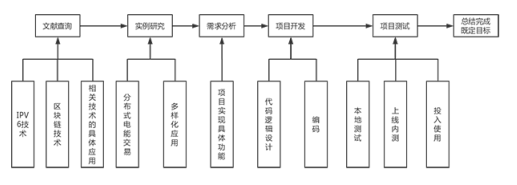 文献查询
实例研究
需求分析
项目开发
项目测试
总结完成
既定目标
IPV
6技术
区块链技术
相关技术的具体应用
分布式电能交易
多样化应用
项目实现具体功能
代码逻辑设计
编码
本地测试
上线内测
投入使用